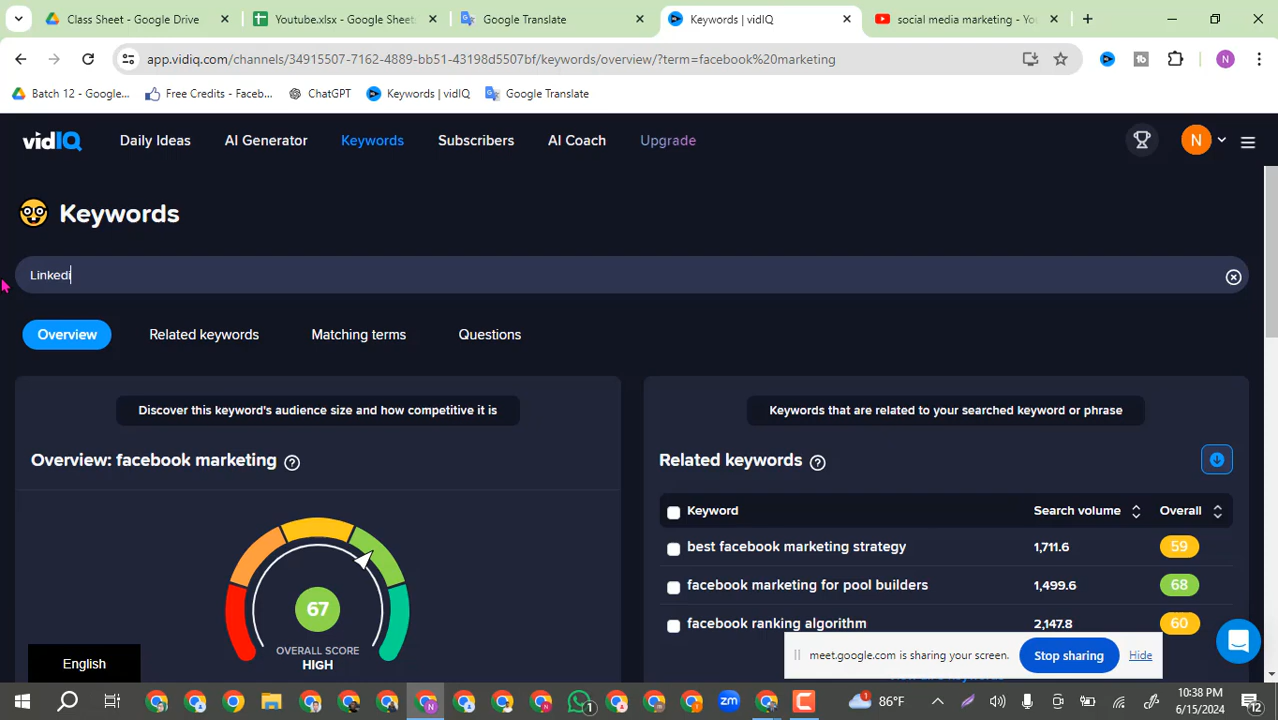 Class Sheet - Google Drive
Youtube.xlsx - Google Sheets
Google Translate
Keywords | vidIQ
social media marketing - Yo
app.vidiq.com/channels/34915507-7162-4889-bb51-43198d5507bf/keywords/overview/?term=facebook%20marketing
N
Batch 12 - Google...
Free Credits - Faceb...
ChatGPT
Keywords | vidIQ
Google Translate
vidIQ
Daily Ideas
AI Generator
Keywords
Subscribers
AI Coach
Upgrade
N
Keywords
Linkedi
Overview
Related keywords
Matching terms
Questions
Discover this keyword's audience size and how competitive it is
Keywords that are related to your searched keyword or phrase
Overview: facebook marketing
Related keywords
Keyword
Search volume
Overall
best facebook marketing strategy
1,711.6
59
facebook marketing for pool builders
1,499.6
68
facebook ranking algorithm
2,147.8
60
67
OVERALL SCORE
HIGH
English
meet.google.com is sharing your screen.
Stop sharing
Hide
zm
1
1
86°F
10:38 PM
6/15/2024
12